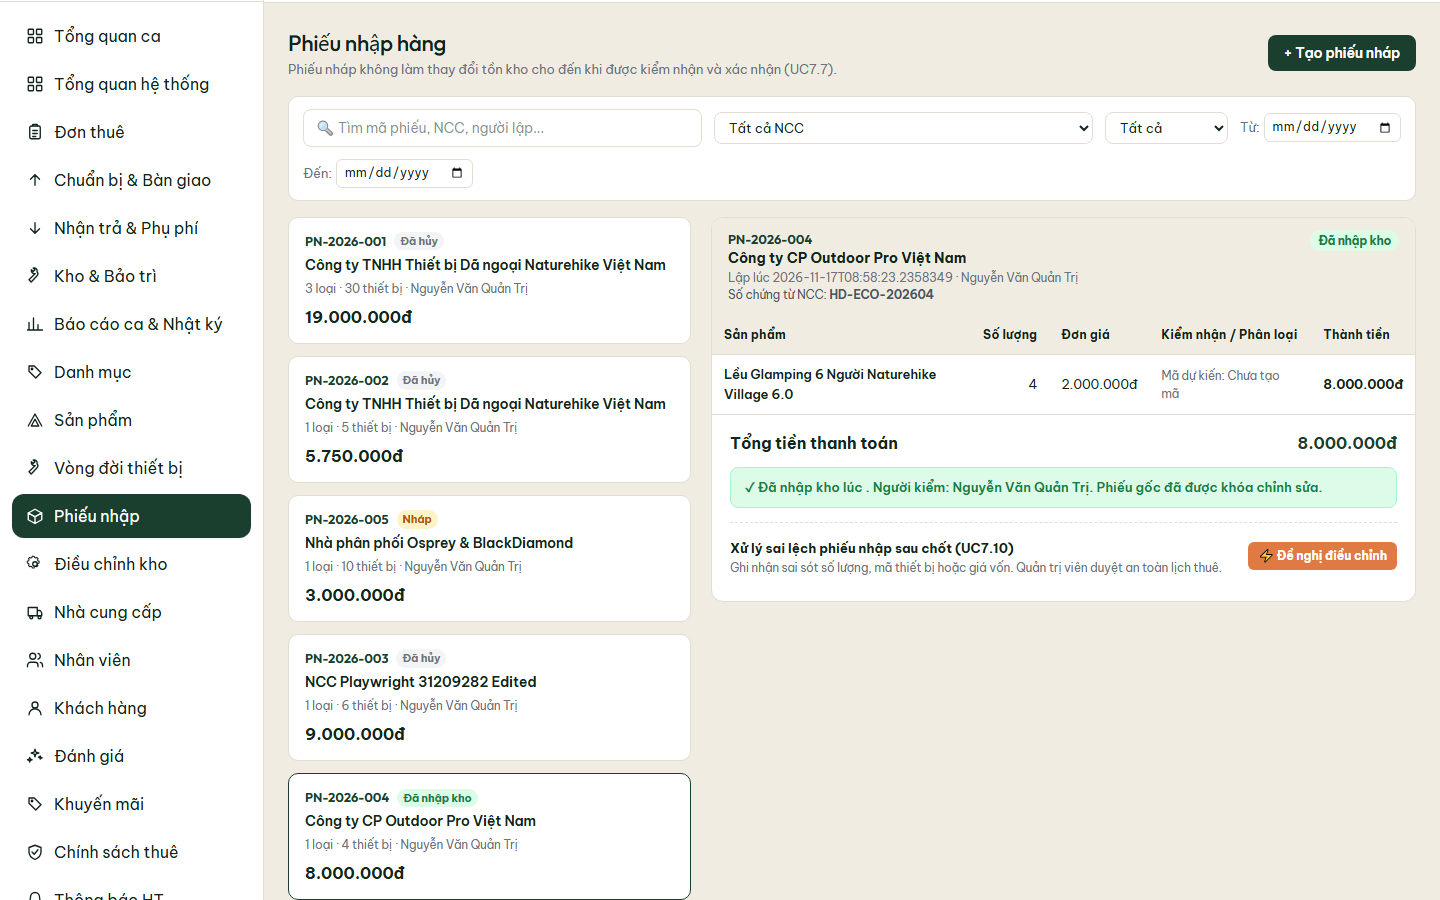 Tổng quan ca
Tổng quan hệ thống
Đơn thuê
Chuẩn bị & Bàn giao
Nhận trả & Phụ phí
Kho & Bảo trì
Báo cáo ca & Nhật ký
Danh mục
Sản phẩm
Vòng đời thiết bị
Phiếu nhập
Điều chỉnh kho
Nhà cung cấp
Nhân viên
Khách hàng
Đánh giá
Khuyến mãi
Chính sách thuê
Thông báo HT
Phiếu nhập hàng
Phiếu nháp không làm thay đổi tồn kho cho đến khi được kiểm nhận và xác nhận (UC7.7).
+ Tạo phiếu nháp
🔍 Tìm mã phiếu, NCC, người lập...
Tất cả NCC
Tất cả
Từ: mm/dd/yyyy
Đến: mm/dd/yyyy
PN-2026-001 Đã hủy
Công ty TNHH Thiết bị Dã ngoại Naturehike Việt Nam
3 loại · 30 thiết bị · Nguyễn Văn Quản Trị
19.000.000đ
PN-2026-002 Đã hủy
Công ty TNHH Thiết bị Dã ngoại Naturehike Việt Nam
1 loại · 5 thiết bị · Nguyễn Văn Quản Trị
5.750.000đ
PN-2026-005 Nháp
Nhà phân phối Osprey & BlackDiamond
1 loại · 10 thiết bị · Nguyễn Văn Quản Trị
3.000.000đ
PN-2026-003 Đã hủy
NCC Playwright 31209282 Edited
1 loại · 6 thiết bị · Nguyễn Văn Quản Trị
9.000.000đ
PN-2026-004 Đã nhập kho
Công ty CP Outdoor Pro Việt Nam
1 loại · 4 thiết bị · Nguyễn Văn Quản Trị
8.000.000đ
PN-2026-004 Đã nhập kho
Công ty CP Outdoor Pro Việt Nam
Lập lúc 2026-11-17T08:58:23.2358349 · Nguyễn Văn Quản Trị
Số chứng từ NCC: HD-ECO-202604
Sản phẩm Số lượng Đơn giá Kiểm nhận / Phân loại Thành tiền
Lều Glamping 6 Người Naturehike Village 6.0 4 2.000.000đ Mã dự kiến: Chưa tạo mã 8.000.000đ
Tổng tiền thanh toán 8.000.000đ
✓ Đã nhập kho lúc . Người kiểm: Nguyễn Văn Quản Trị. Phiếu gốc đã được khóa chỉnh sửa.
Xử lý sai lệch phiếu nhập sau chốt (UC7.10)
Ghi nhận sai sót số lượng, mã thiết bị hoặc giá vốn. Quản trị viên duyệt an toàn lịch thuê.
⚡ Đề nghị điều chỉnh